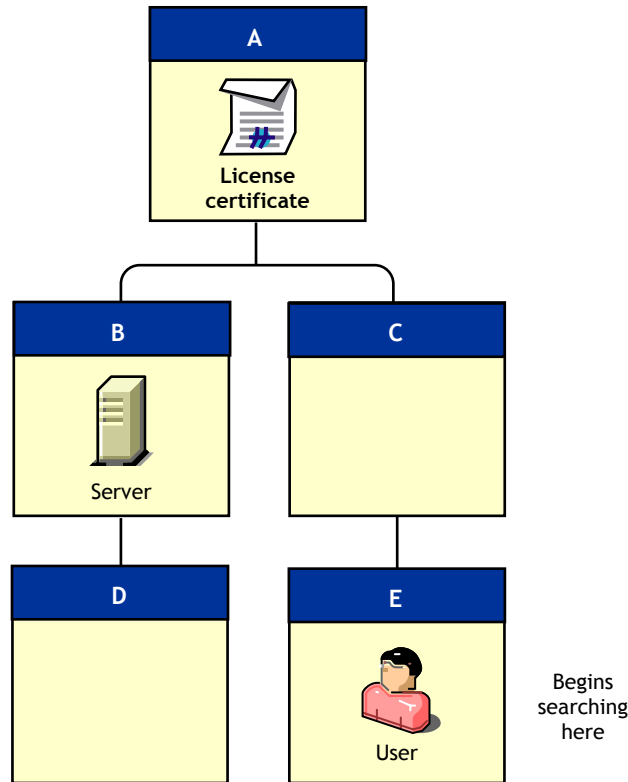 A
License
certificate
B
C
Server
D
E
User
Begins
searching
here